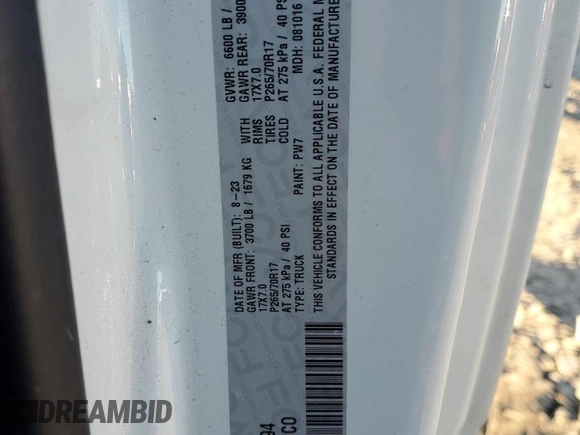 DATE OF MFR (BUILT): 8-23 GVWR: 6600 LB /
GAWR FRONT: 3700 LB / 1679 KG WITH GAWR REAR: 3900
17X7.0 RIMS 17X7.0
P265/70R17 TIRES P265/70R17
AT 275 kPa / 40 PSI COLD AT 275 kPa / 40 PS
TYPE: TRUCK PAINT: PW7 MDH: 081016
THIS VEHICLE CONFORMS TO ALL APPLICABLE U.S.A. FEDERAL M
STANDARDS IN EFFECT ON THE DATE OF MANUFACTURE
94
CO
DREAMBID